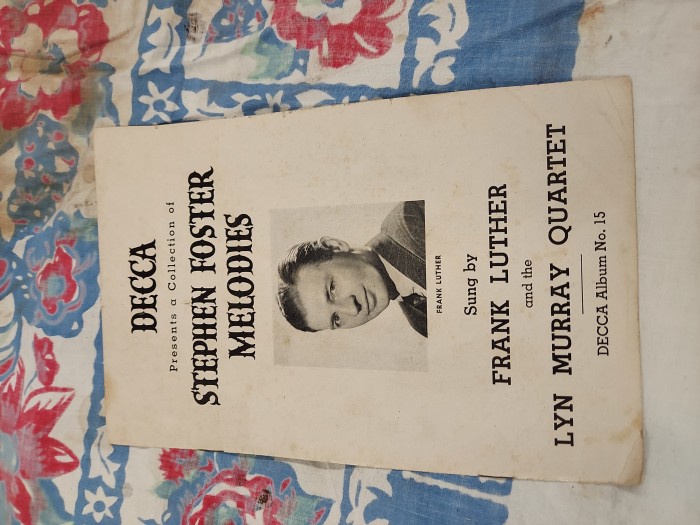 DECCA
Presents a Collection of
STEPHEN FOSTER
MELODIES
FRANK LUTHER
Sung by
FRANK LUTHER
and the
LYN MURRAY QUARTET
DECCA Album No. 15